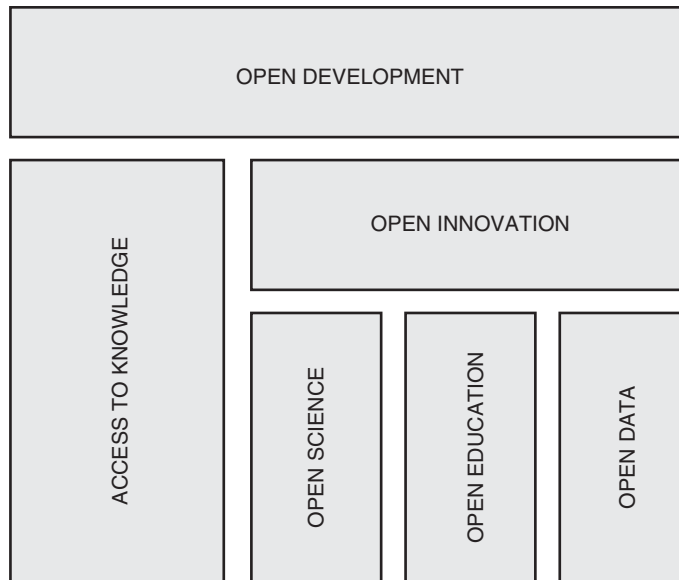 OPEN DEVELOPMENT
ACCESS TO KNOWLEDGE
OPEN INNOVATION
OPEN SCIENCE
OPEN EDUCATION
OPEN DATA